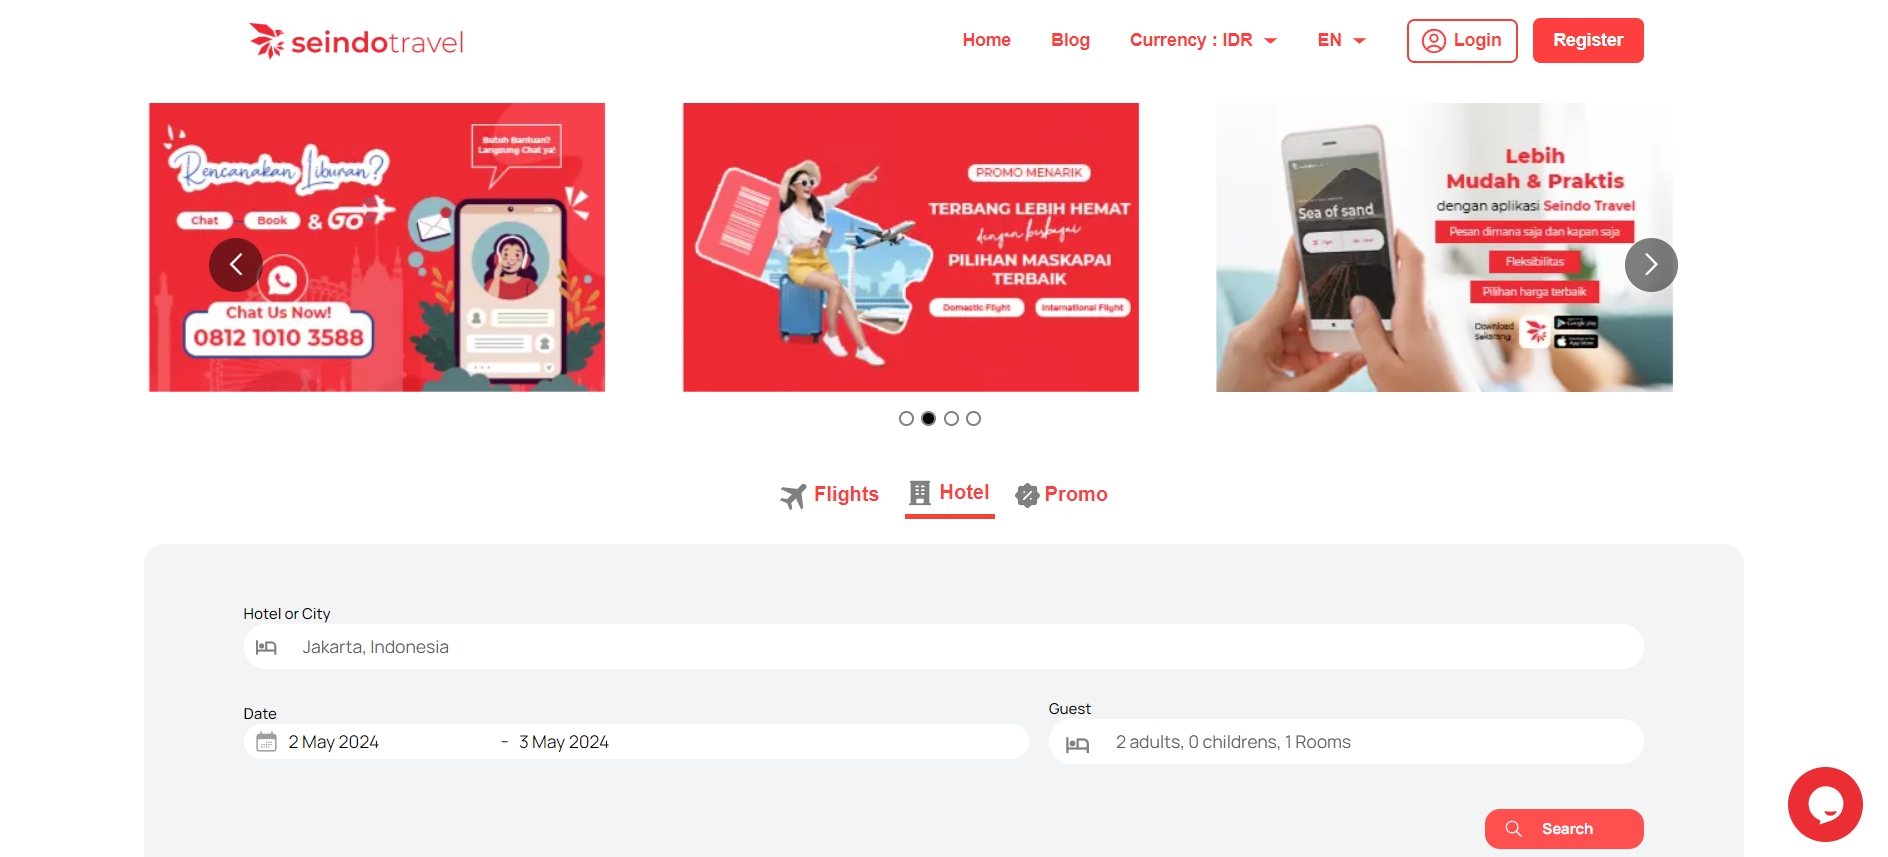 seindotravel
Home
Blog
Currency : IDR
EN
Login
Register
Rencanakan Liburan?
Chat
Book
& GO
Butuh Bantuan?
Langsung Chat ya!
Chat Us Now!
0812 1010 3588
PROMO MENARIK
TERBANG LEBIH HEMAT
dengan berbagai
PILIHAN MASKAPAI
TERBAIK
Domestic Flight
International Flight
Sea of sand
Lebih
Mudah & Praktis
dengan aplikasi Seindo Travel
Pesan dimana saja dan kapan saja
Fleksibilitas
Pilihan harga terbaik
Download
Sekarang
Google play
App Store
Flights
Hotel
Promo
Hotel or City
Jakarta, Indonesia
Date
2 May 2024 - 3 May 2024
Guest
2 adults, 0 childrens, 1 Rooms
Search